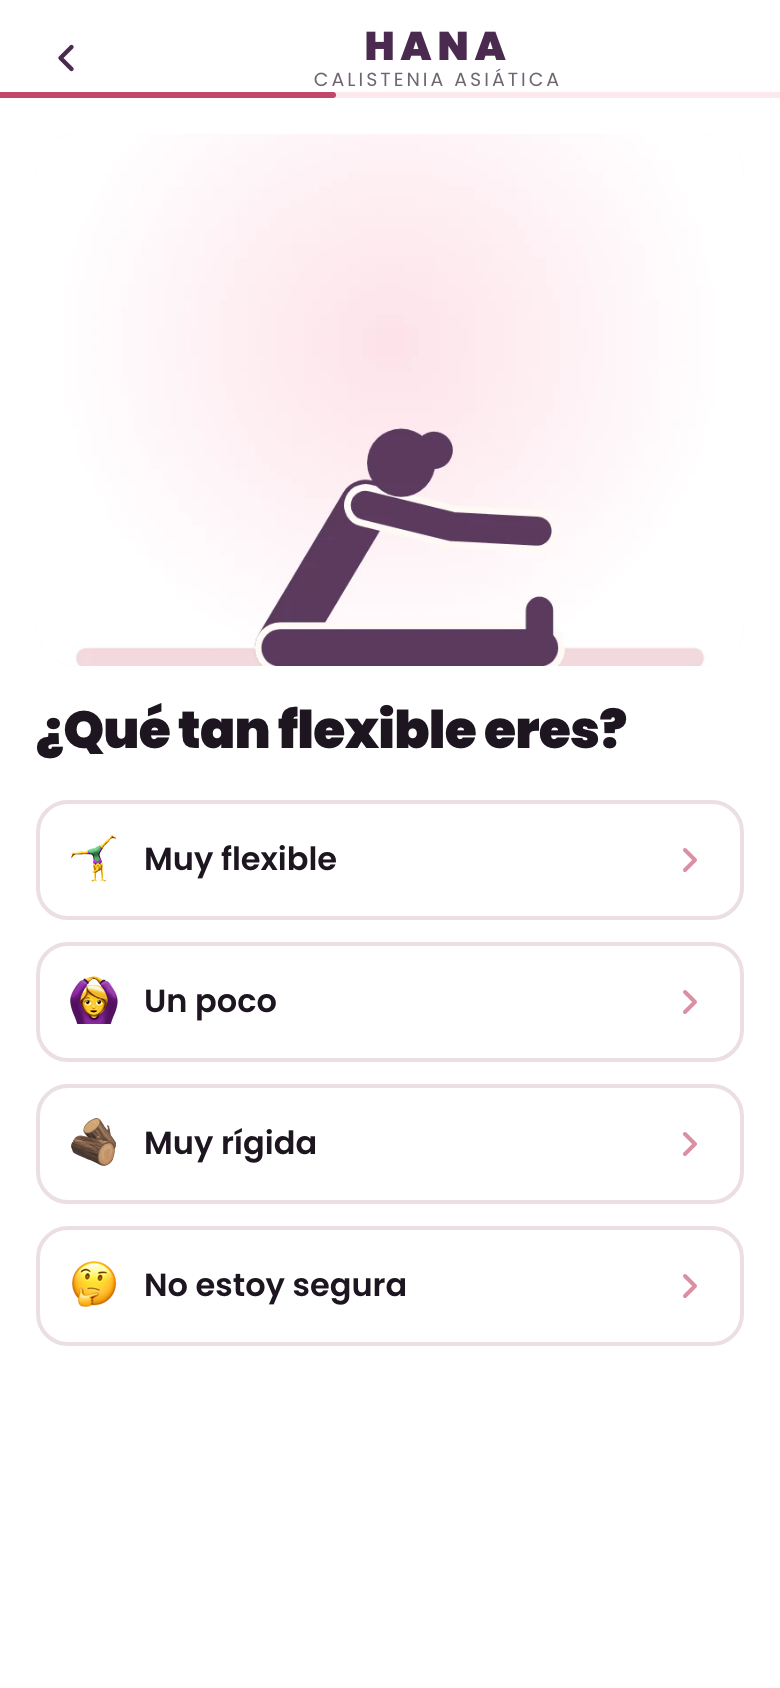 HANA
CALISTENIA ASIÁTICA
¿Qué tan flexible eres?
Muy flexible
Un poco
Muy rígida
No estoy segura